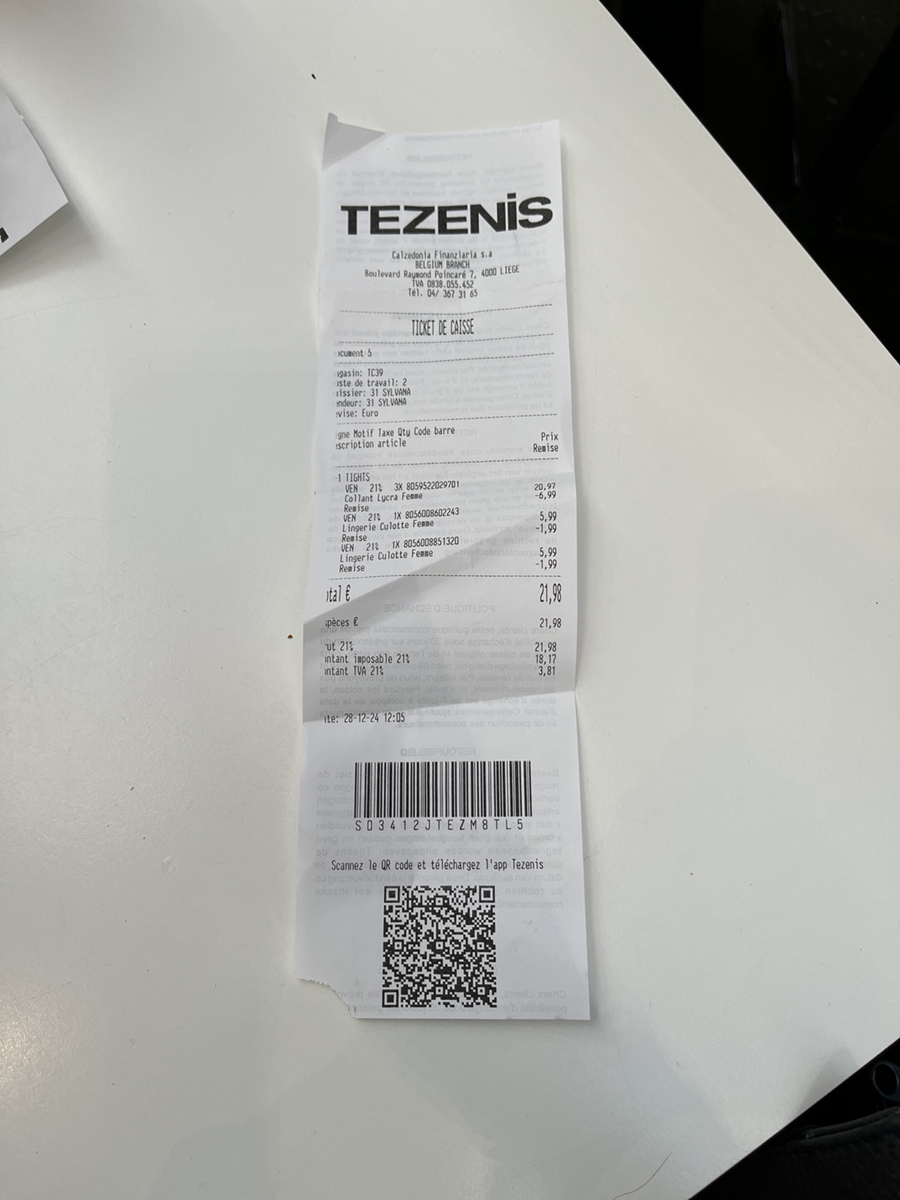 TEZENiS
Calzedonia Finanziaria s.a
BELGIUM BRANCH
Boulevard Raymond Poincaré 7, 4000 LIEGE
TVA 0838.055.452
Tél. 04/ 367 31 65
TICKET DE CAISSE
cument 5
gasin: TC39
ste de travail: 2
issier: 31 SYLVANA
ndeur: 31 SYLVANA
vise: Euro
gne Motif Taxe Qty Code barre
scription article Prix
Remise
1 TIGHTS
VEN 21% 3X 8059522029701 20,97
Collant Lycra Femme -6,99
Remise
VEN 21% 1X 8056008602243 5,99
Lingerie Culotte Femme -1,99
Remise
VEN 21% 1X 8056008851320 5,99
Lingerie Culotte Femme -1,99
Remise
tal € 21,98
pèces € 21,98
ut 21% 21,98
ntant imposable 21% 18,17
ntant TVA 21% 3,81
te: 28-12-24 12:05
SD3412JTEZM8TL5
Scannez le QR code et téléchargez l'app Tezenis